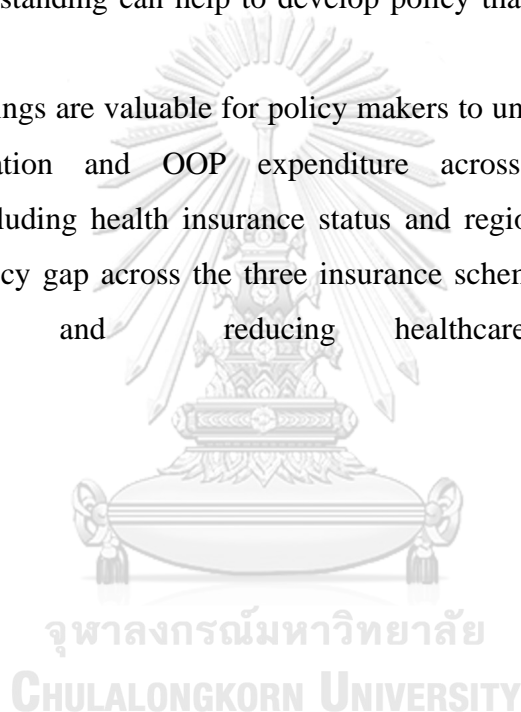 standing can help to develop policy tha
ings are valuable for policy makers to un
ation and OOP expenditure across
luding health insurance status and regio
cy gap across the three insurance schem
and reducing healthcare
จุฬาลงกรณ์มหาวิทยาลัย
CHULALONGKORN UNIVERSITY